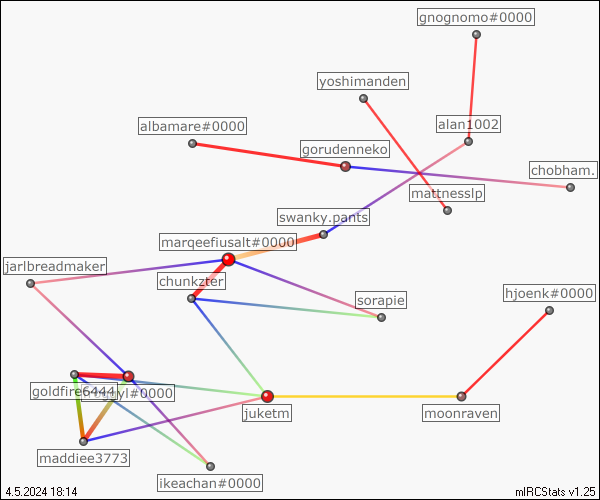 gnognomo#0000
yoshimanden
albamare#0000
alan1002
gorudenneko
chobham.
mattnesslp
swanky.pants
marqeefiusalt#0000
jarlbreadmaker
chunkzter
sorapie
hjoenk#0000
goldfire6444
yl#0000
juketm
moonraven
maddiee3773
ikeachan#0000
4.5.2024 18:14
mIRCStats v1.25